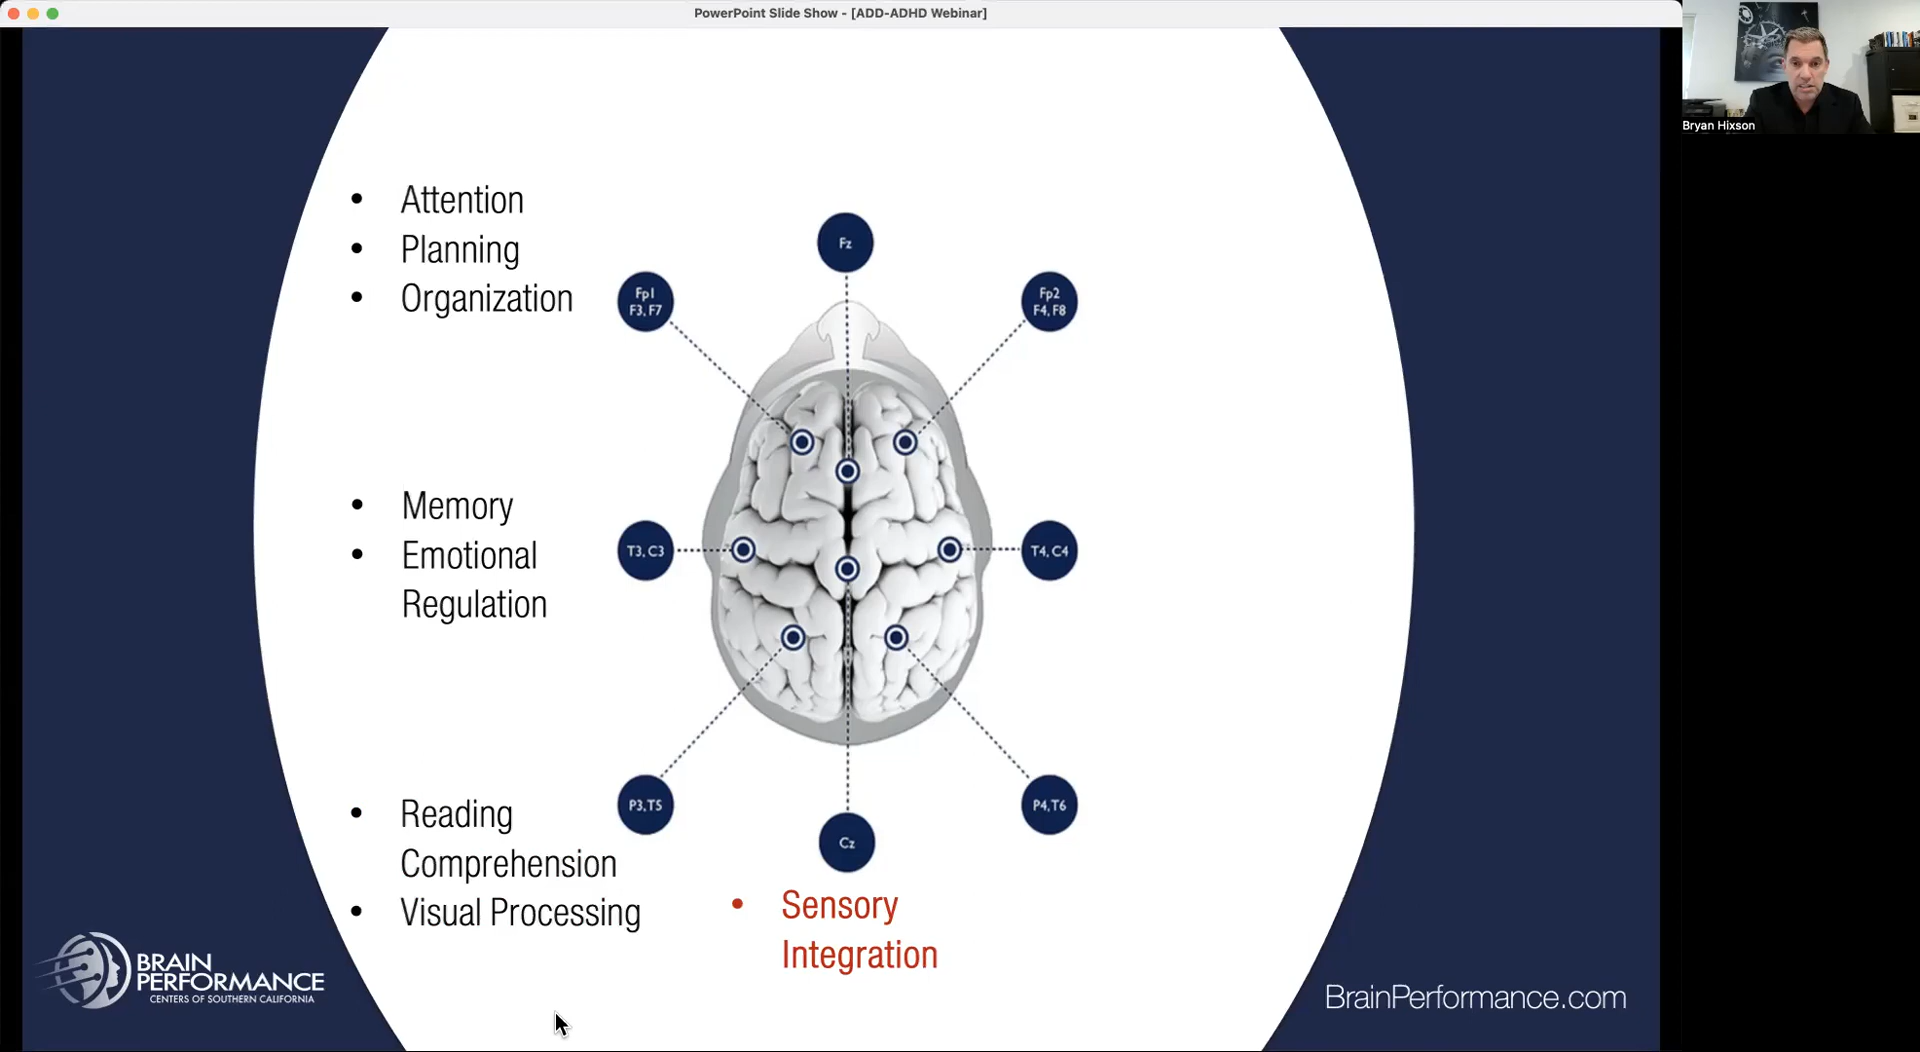 PowerPoint Slide Show - [ADD-ADHD Webinar]
Bryan Hixson
• Attention
• Planning
• Organization
Fz
Fp1
F3, F7
Fp2
F4, F8
• Memory
• Emotional
Regulation
T3, C3
T4, C4
• Reading
Comprehension
• Visual Processing
P3, T5
P4, T6
Cz
• Sensory
Integration
BRAIN
PERFORMANCE
CENTERS OF SOUTHERN CALIFORNIA
BrainPerformance.com